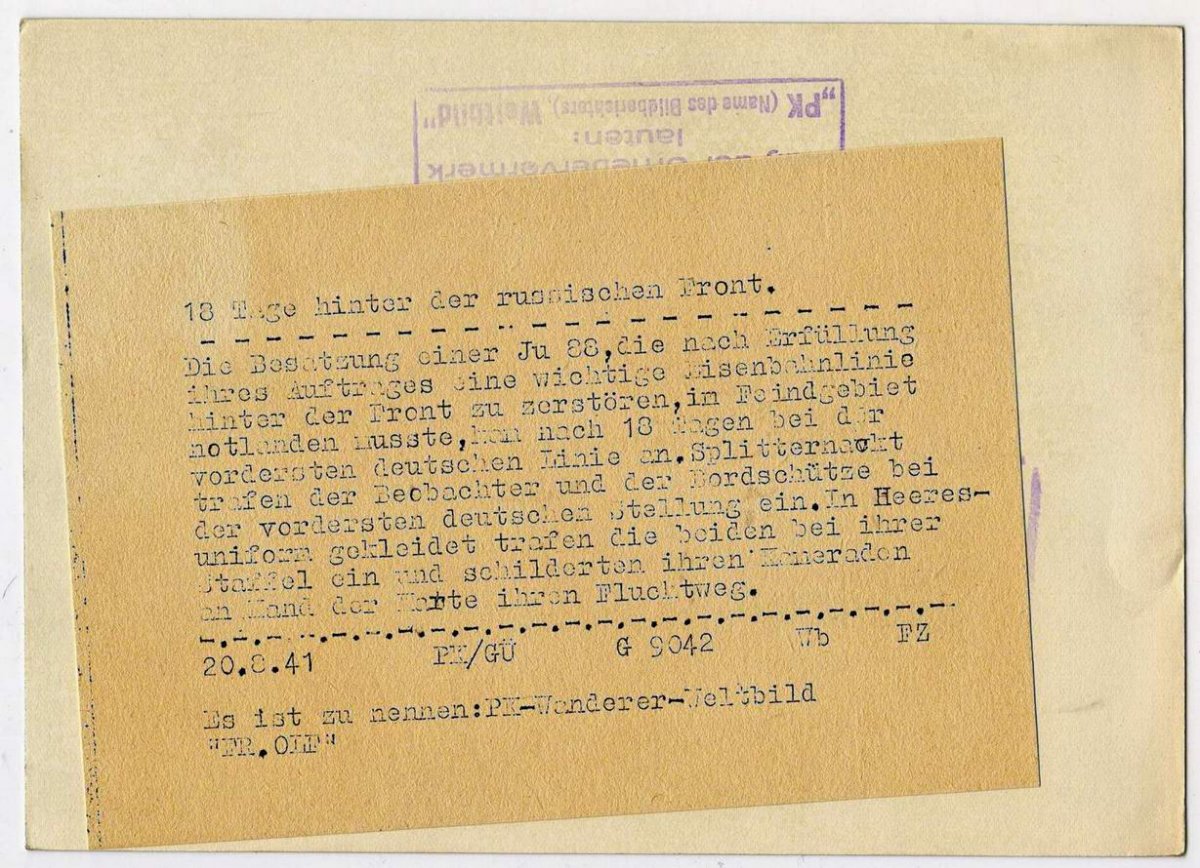 „PK (Name des Bildberichters), Weltbild"
lauten:
der Urhebervermerk
18 Tage hinter der russischen Front.
Die Besatzung einer Ju 88,die nach Erfüllung
ihres Auftrages eine wichtige Eisenbahnlinie
hinter der Front zu zerstören,im Feindgebiet
notlanden musste,kam nach 18 Tagen bei der
vordersten deutschen Linie an.Splitternackt
trafen der Beobachter und der Bordschütze bei
der vordersten deutschen Stellung ein.In Heeres-
uniform gekleidet trafen die beiden bei ihrer
Staffel ein und schilderten ihren Kameraden
an Hand der Karte ihren Fluchtweg.
20.8.41 PK/GÜ G 9042 Wb FZ
Es ist zu nennen:PK-Wanderer-Weltbild
"FR.OLF"